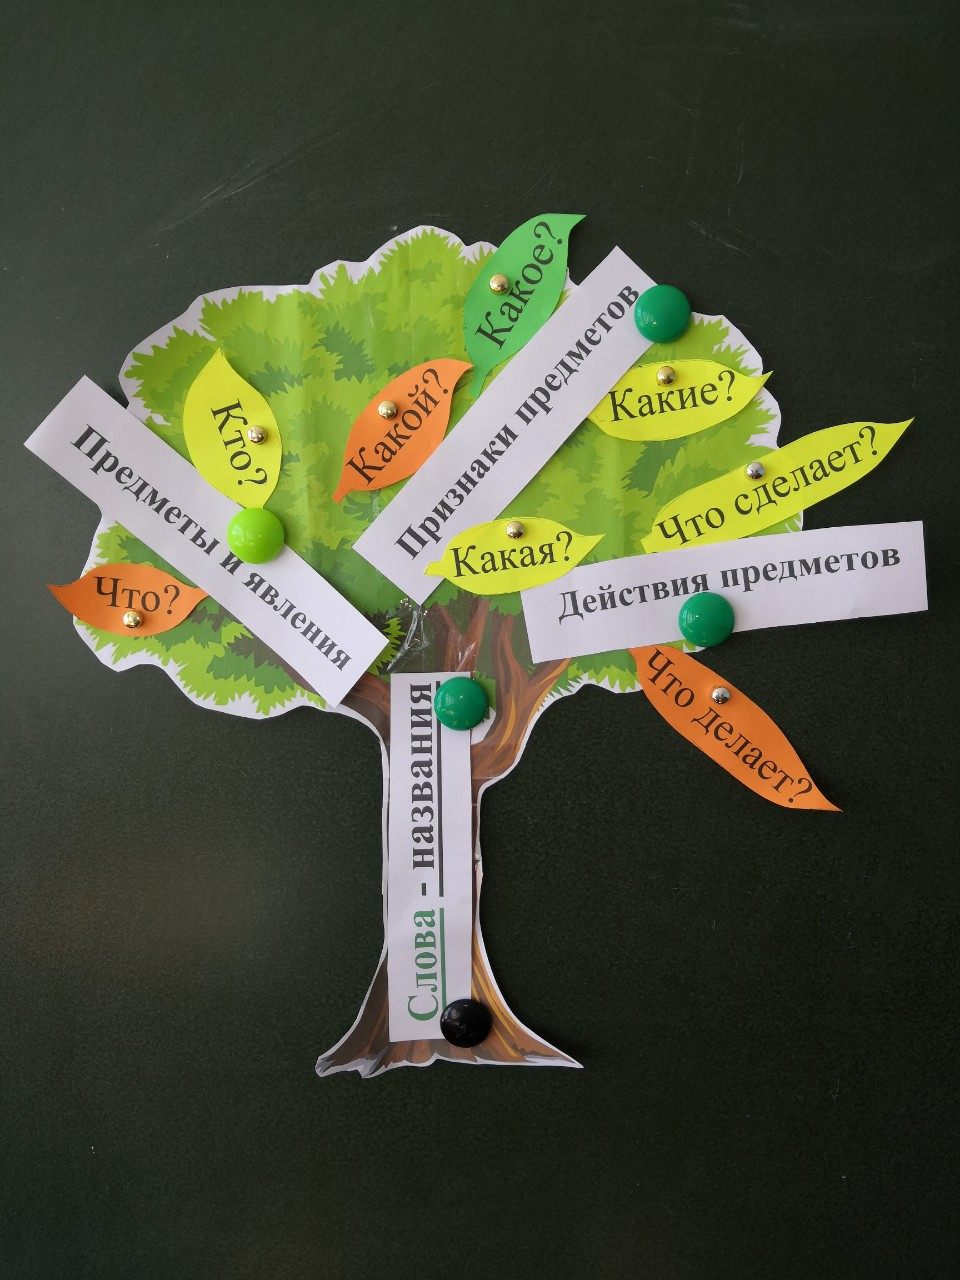 Какое?
Признаки предметов
Какой?
Какие?
Какая?
Кто?
Предметы и явления
Что?
Что сделает?
Действия предметов
Что делает?
Слова - названия